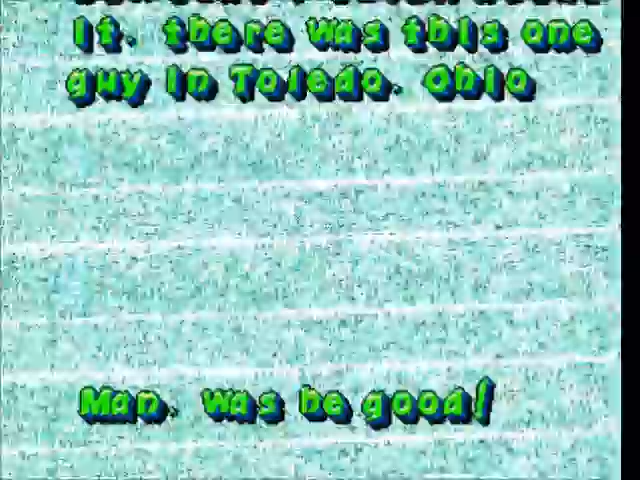 It, there was this one
guy in Toledo, Ohio
Man, was he good!